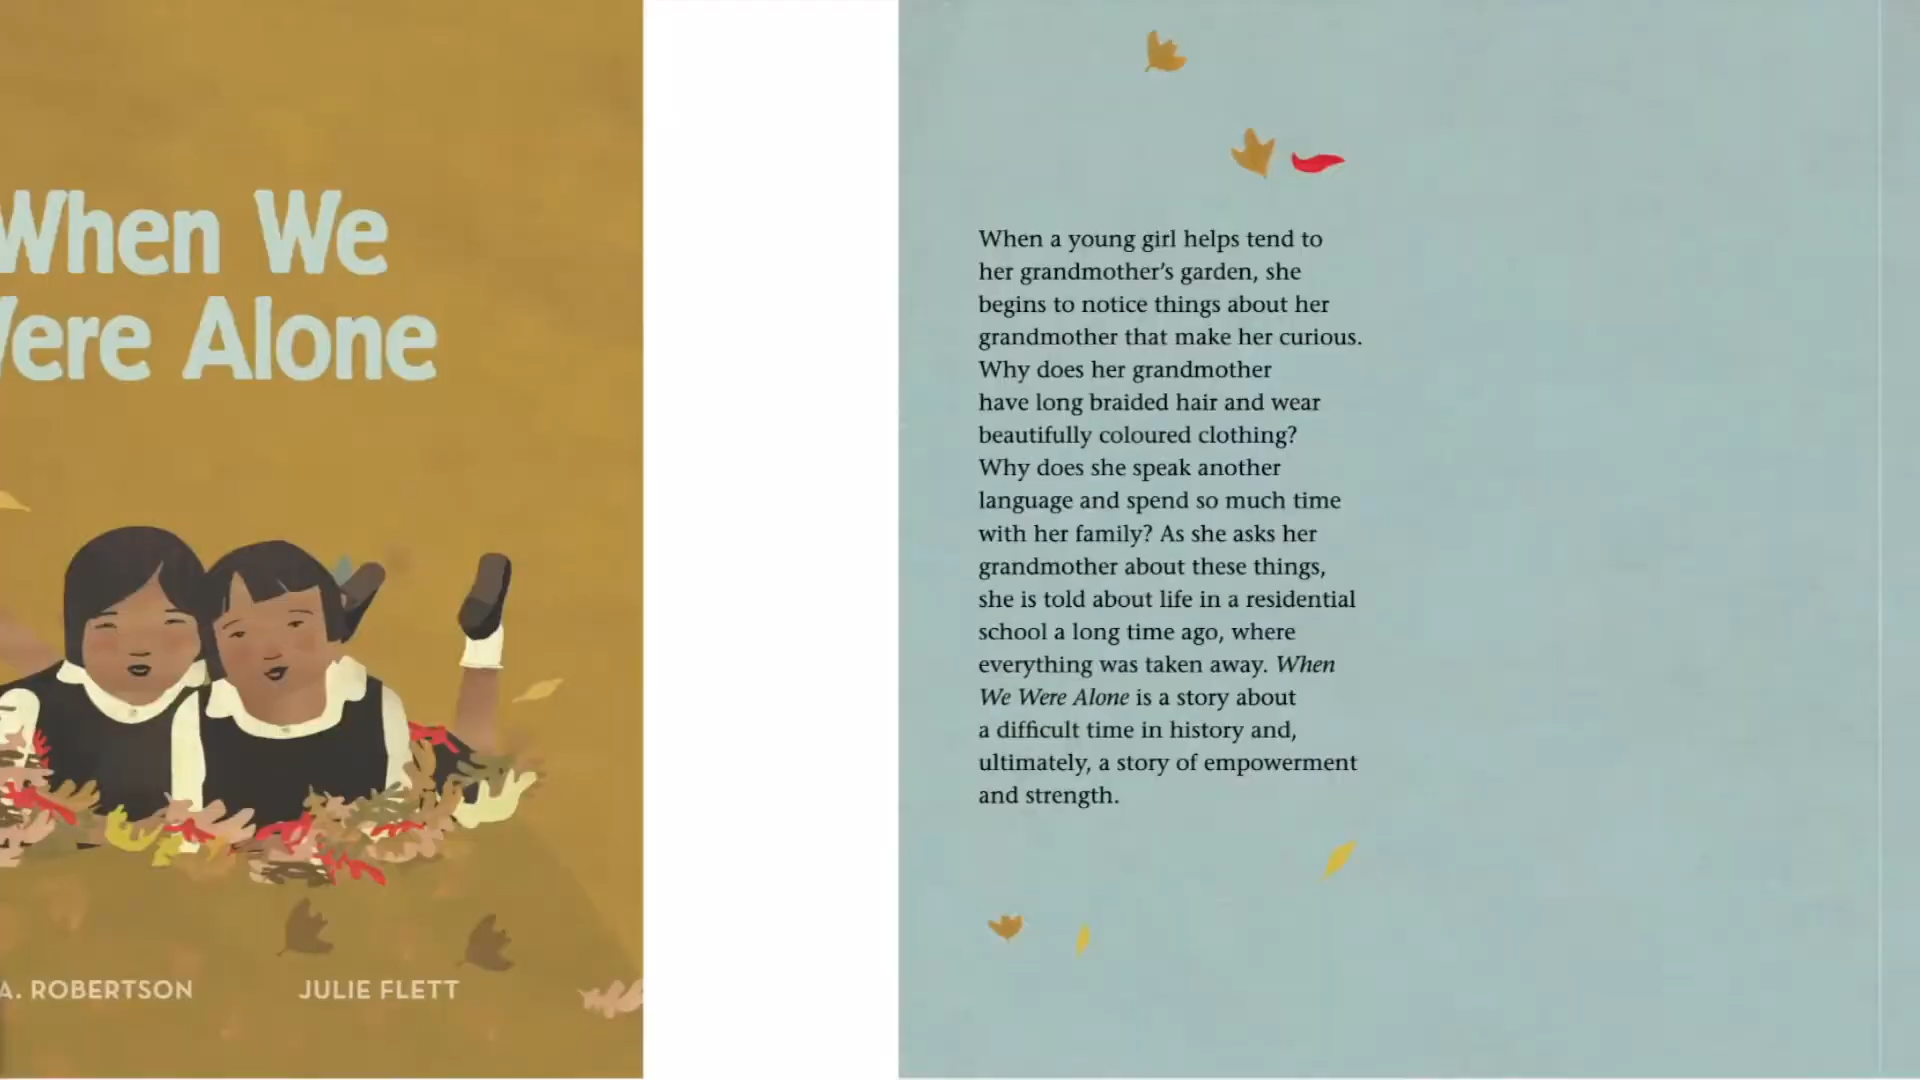 When We
Were Alone
A. ROBERTSON
JULIE FLETT
When a young girl helps tend to
her grandmother’s garden, she
begins to notice things about her
grandmother that make her curious.
Why does her grandmother
have long braided hair and wear
beautifully coloured clothing?
Why does she speak another
language and spend so much time
with her family? As she asks her
grandmother about these things,
she is told about life in a residential
school a long time ago, where
everything was taken away. When
We Were Alone is a story about
a difficult time in history and,
ultimately, a story of empowerment
and strength.